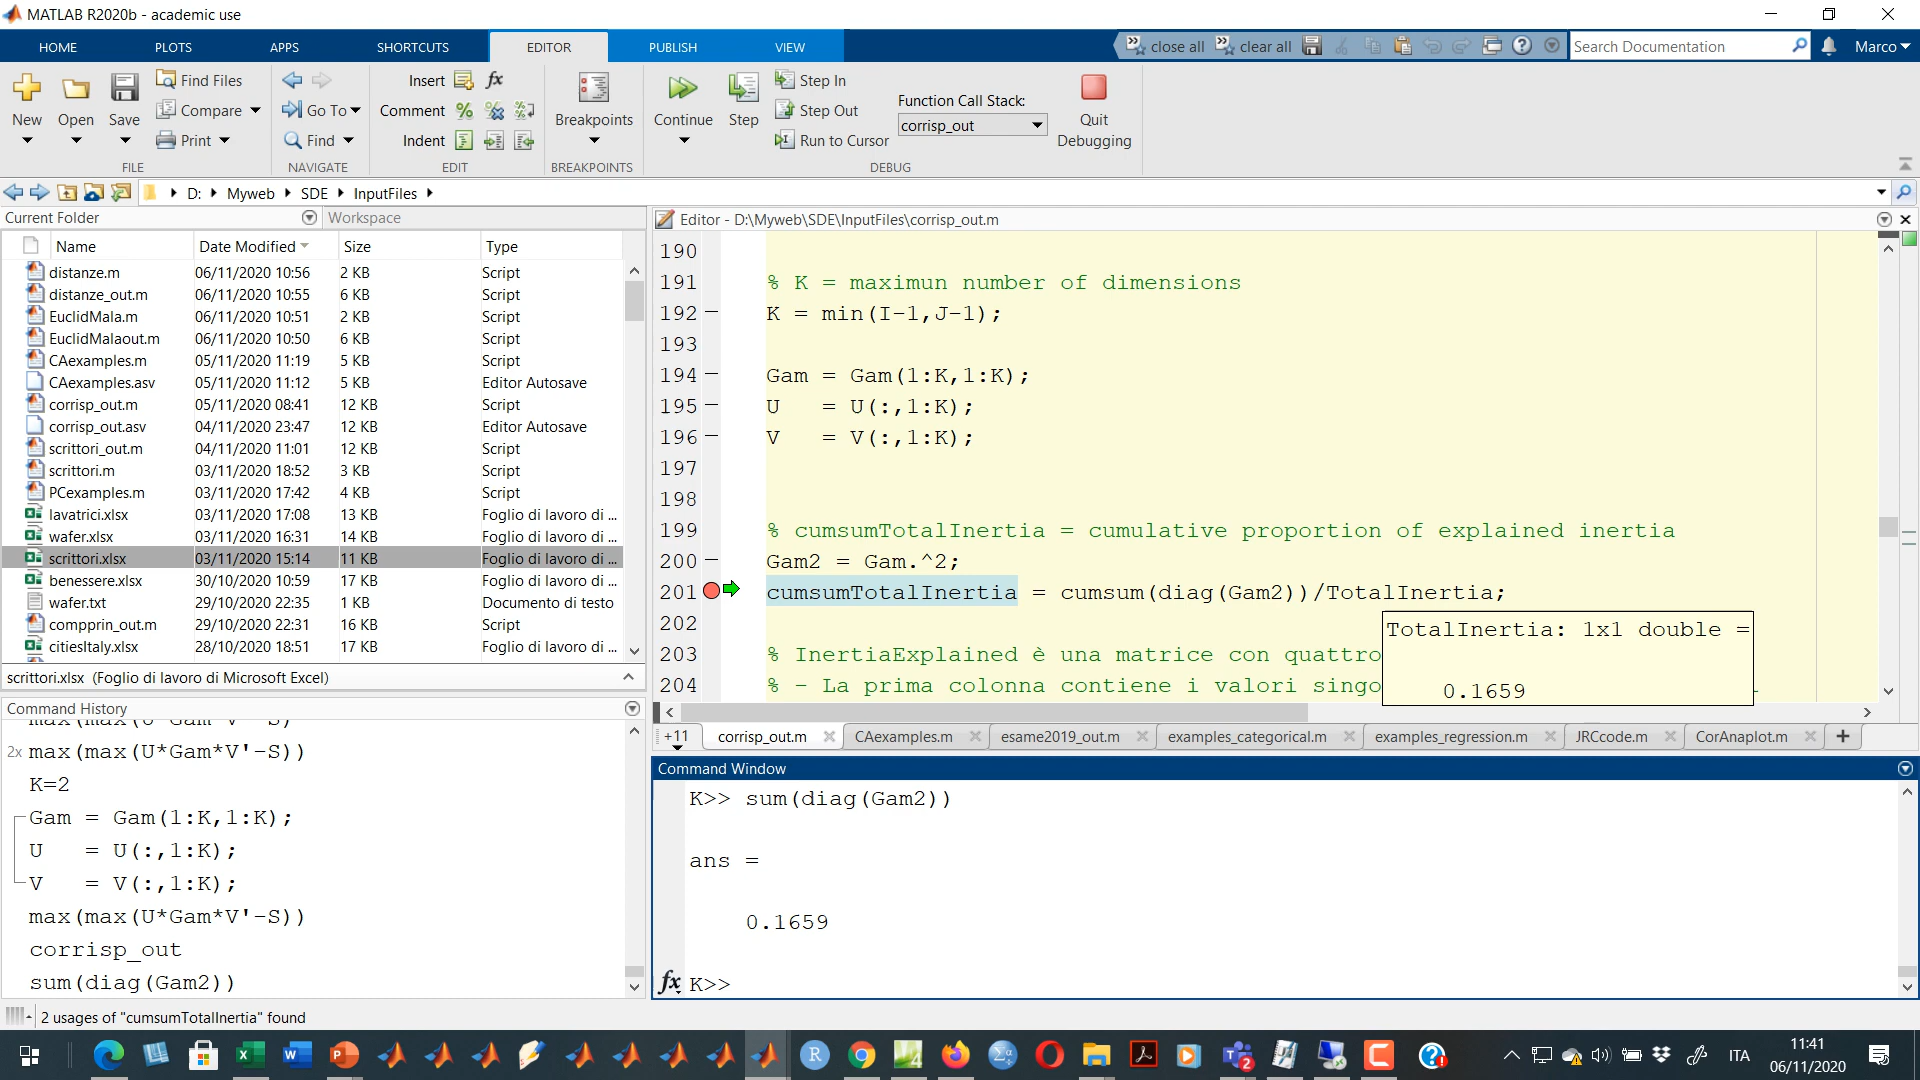 MATLAB R2020b - academic use
HOME PLOTS APPS SHORTCUTS EDITOR PUBLISH VIEW
close all clear all Search Documentation Marco
New Open Save Find Files Compare Print
FILE
Go To Find
NAVIGATE
Insert fx
Comment
Indent
EDIT
Breakpoints
BREAKPOINTS
Continue Step Step In Step Out Run to Cursor
Function Call Stack:
corrisp_out
Quit Debugging
DEBUG
D: Myweb SDE InputFiles
Current Folder Workspace
Name Date Modified Size Type
distanze.m 06/11/2020 10:56 2 KB Script
distanze_out.m 06/11/2020 10:55 6 KB Script
EuclidMala.m 06/11/2020 10:51 2 KB Script
EuclidMalaout.m 06/11/2020 10:50 6 KB Script
CAexamples.m 05/11/2020 11:19 5 KB Script
CAexamples.asv 05/11/2020 11:12 5 KB Editor Autosave
corrisp_out.m 05/11/2020 08:41 12 KB Script
corrisp_out.asv 04/11/2020 23:47 12 KB Editor Autosave
scrittori_out.m 04/11/2020 11:01 12 KB Script
scrittori.m 03/11/2020 18:52 3 KB Script
PCexamples.m 03/11/2020 17:42 4 KB Script
lavatrici.xlsx 03/11/2020 17:08 13 KB Foglio di lavoro di ...
wafer.xlsx 03/11/2020 16:31 14 KB Foglio di lavoro di ...
scrittori.xlsx 03/11/2020 15:14 11 KB Foglio di lavoro di ...
benessere.xlsx 30/10/2020 10:59 17 KB Foglio di lavoro di ...
wafer.txt 29/10/2020 22:35 1 KB Documento di testo
compprin_out.m 29/10/2020 22:31 16 KB Script
citiesItaly.xlsx 28/10/2020 18:51 17 KB Foglio di lavoro di ...
scrittori.xlsx (Foglio di lavoro di Microsoft Excel)
Command History
max(max(U*Gam*V'-S)
2x max(max(U*Gam*V'-S))
K=2
Gam = Gam(1:K,1:K);
U = U(:,1:K);
V = V(:,1:K);
max(max(U*Gam*V'-S))
corrisp_out
sum(diag(Gam2))
Editor - D:\Myweb\SDE\InputFiles\corrisp_out.m
190
191 % K = maximun number of dimensions
192 K = min(I-1,J-1);
193
194 Gam = Gam(1:K,1:K);
195 U = U(:,1:K);
196 V = V(:,1:K);
197
198
199 % cumsumTotalInertia = cumulative proportion of explained inertia
200 Gam2 = Gam.^2;
201 cumsumTotalInertia = cumsum(diag(Gam2))/TotalInertia;
202
203 % InertiaExplained è una matrice con quattro
204 % - La prima colonna contiene i valori singo
TotalInertia: 1x1 double =
0.1659
+11 corrisp_out.m CAexamples.m esame2019_out.m examples_categorical.m examples_regression.m JRCcode.m CorAnaplot.m +
Command Window
K>> sum(diag(Gam2))
ans =
0.1659
fx K>>
2 usages of "cumsumTotalInertia" found
ITA
11:41
06/11/2020